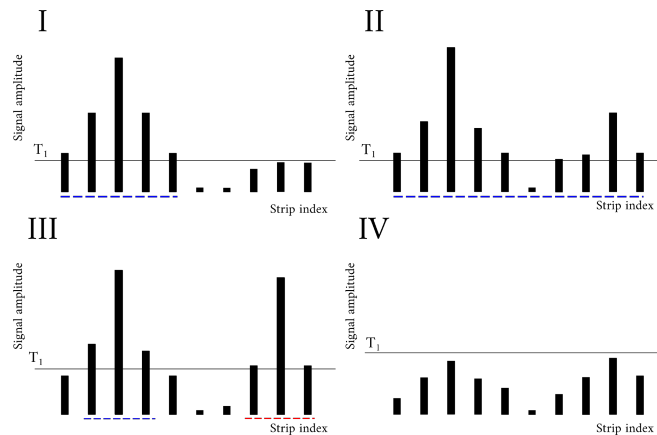 I
Signal amplitude
T1
Strip index
II
Signal amplitude
T1
Strip index
III
Signal amplitude
T1
Strip index
IV
Signal amplitude
T1
Strip index